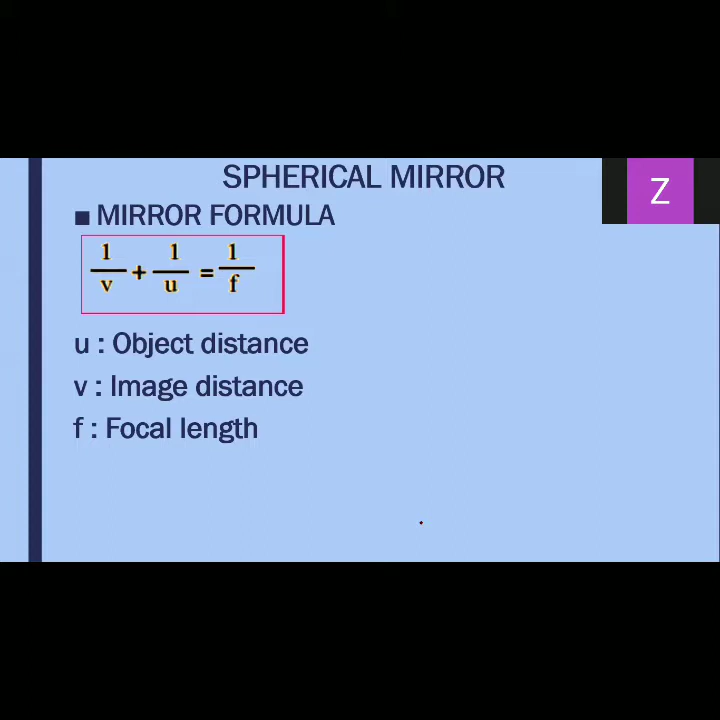 SPHERICAL MIRROR
Z
■ MIRROR FORMULA
1/v + 1/u = 1/f
u : Object distance
v : Image distance
f : Focal length